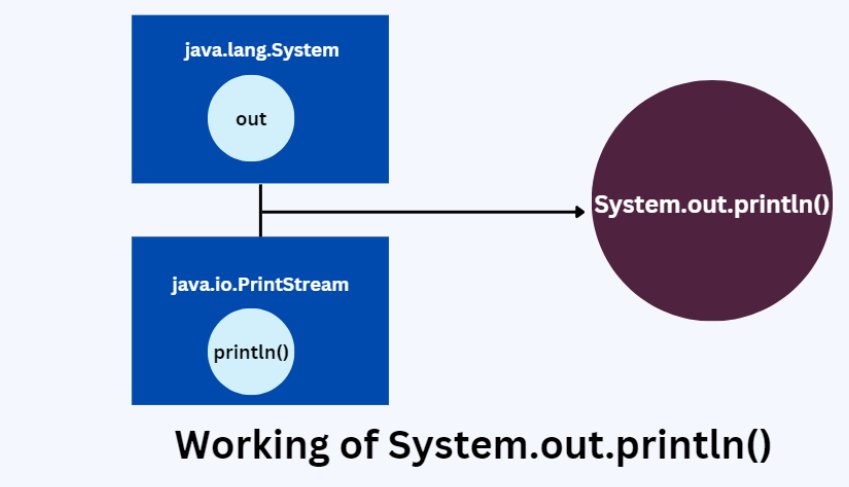 java.lang.System
out
System.out.println()
java.io.PrintStream
println()
Working of System.out.println()